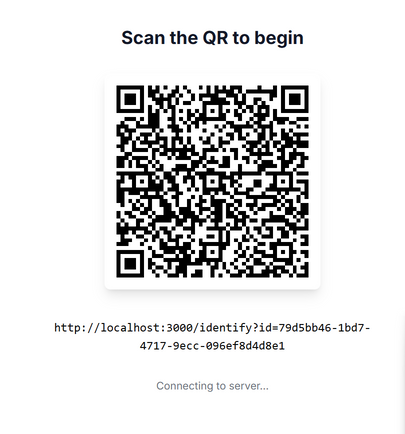 Scan the QR to begin
http://localhost:3000/identify?id=79d5bb46-1bd7-
4717-9ecc-096ef8d4d8e1
Connecting to server...